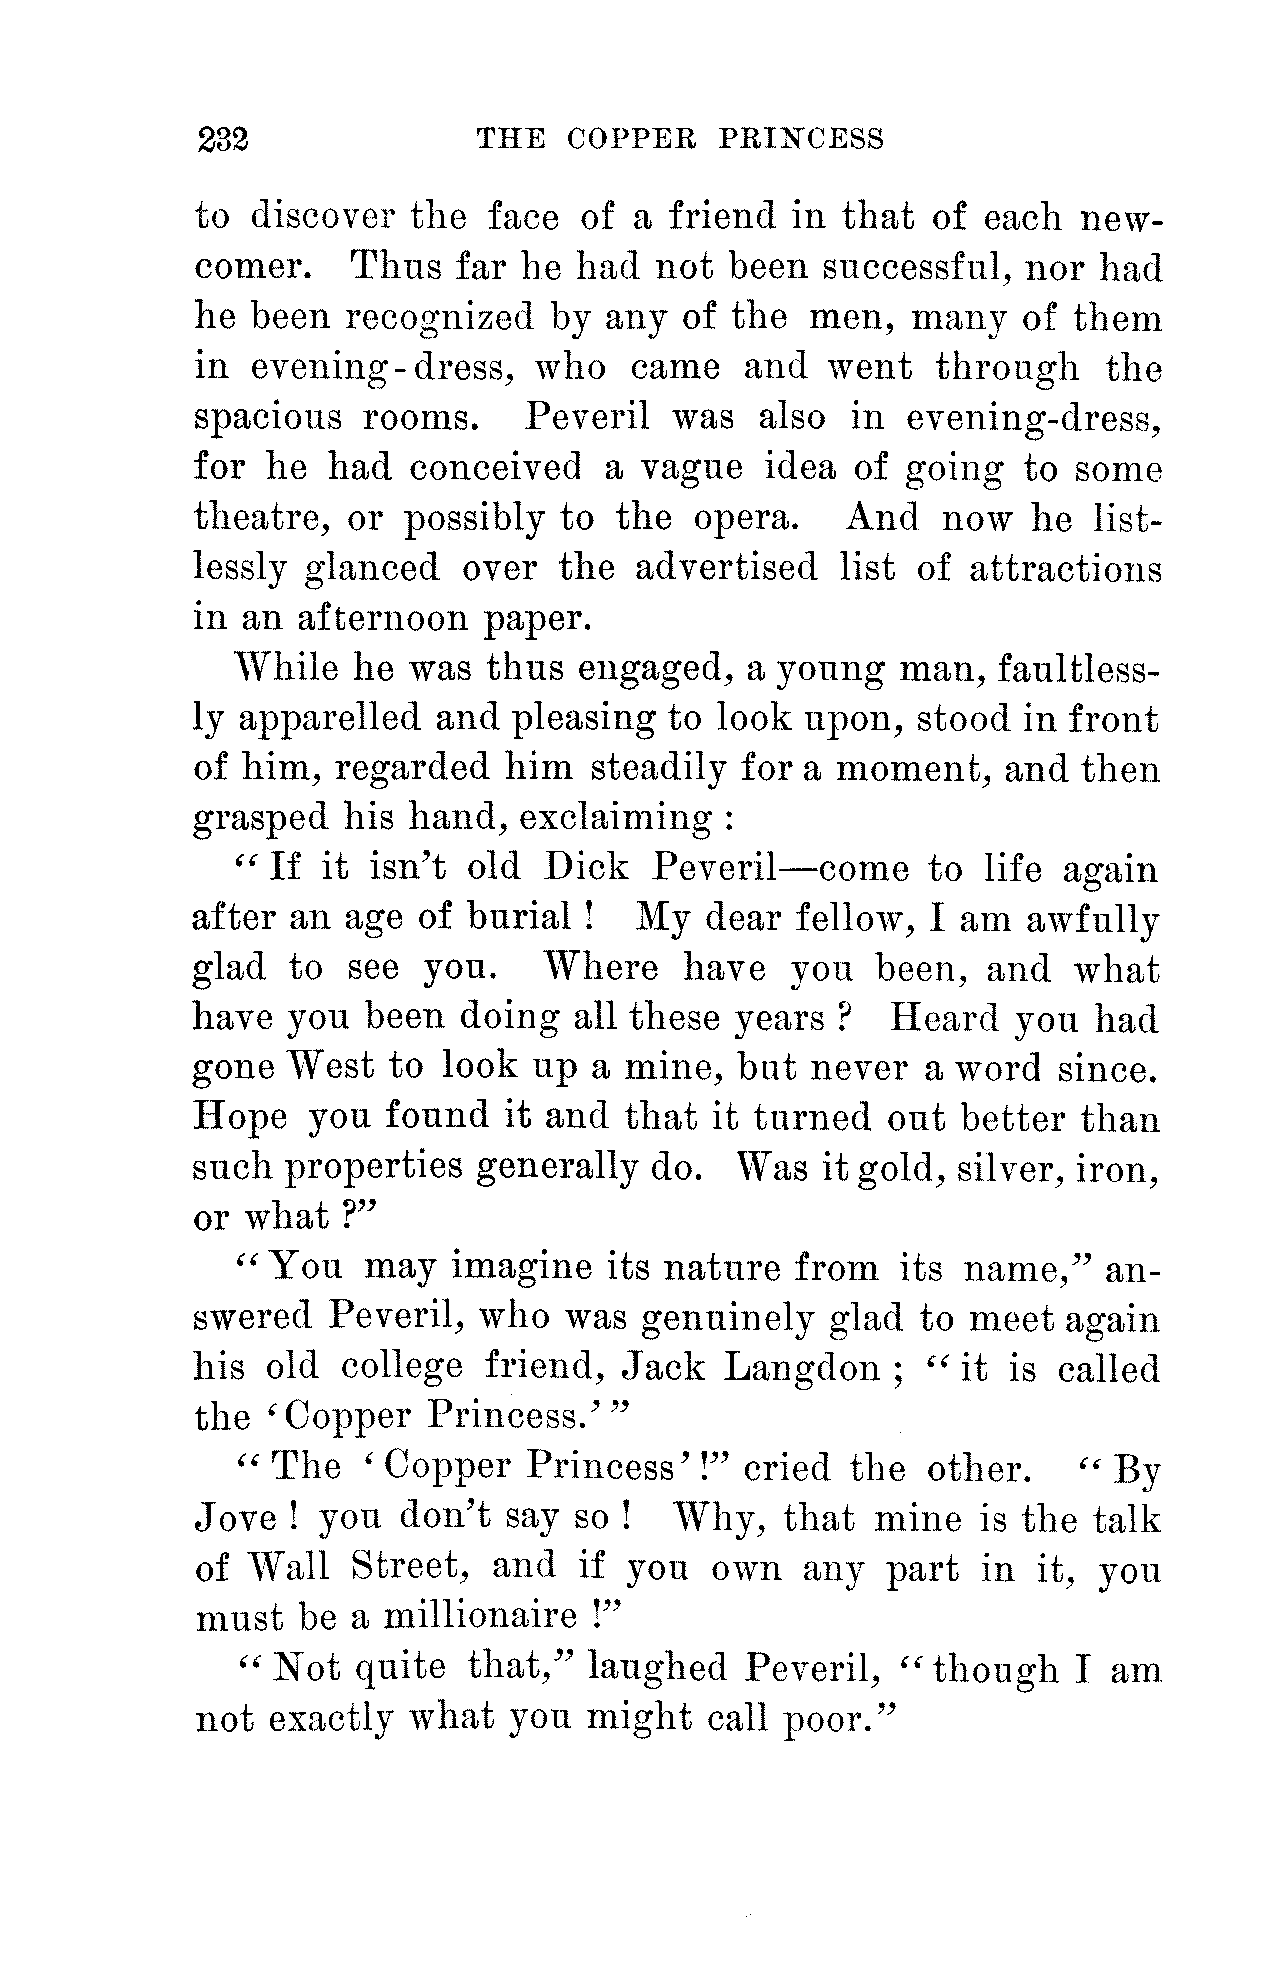 232 THE COPPER PRINCESS
to discover the face of a friend in that of each new-
comer. Thus far he had not been successful, nor had
he been recognized by any of the men, many of them
in evening-dress, who came and went through the
spacious rooms. Peveril was also in evening-dress,
for he had conceived a vague idea of going to some
theatre, or possibly to the opera. And now he list-
lessly glanced over the advertised list of attractions
in an afternoon paper.
While he was thus engaged, a young man, faultless-
ly apparelled and pleasing to look upon, stood in front
of him, regarded him steadily for a moment, and then
grasped his hand, exclaiming :
“ If it isn’t old Dick Peveril—come to life again
after an age of burial ! My dear fellow, I am awfully
glad to see you. Where have you been, and what
have you been doing all these years ? Heard you had
gone West to look up a mine, but never a word since.
Hope you found it and that it turned out better than
such properties generally do. Was it gold, silver, iron,
or what ?”
“ You may imagine its nature from its name,” an-
swered Peveril, who was genuinely glad to meet again
his old college friend, Jack Langdon ; “ it is called
the ‘ Copper Princess.’ ”
“ The ‘ Copper Princess’ !” cried the other. “ By
Jove ! you don’t say so ! Why, that mine is the talk
of Wall Street, and if you own any part in it, you
must be a millionaire !”
“ Not quite that,” laughed Peveril, “ though I am
not exactly what you might call poor.”